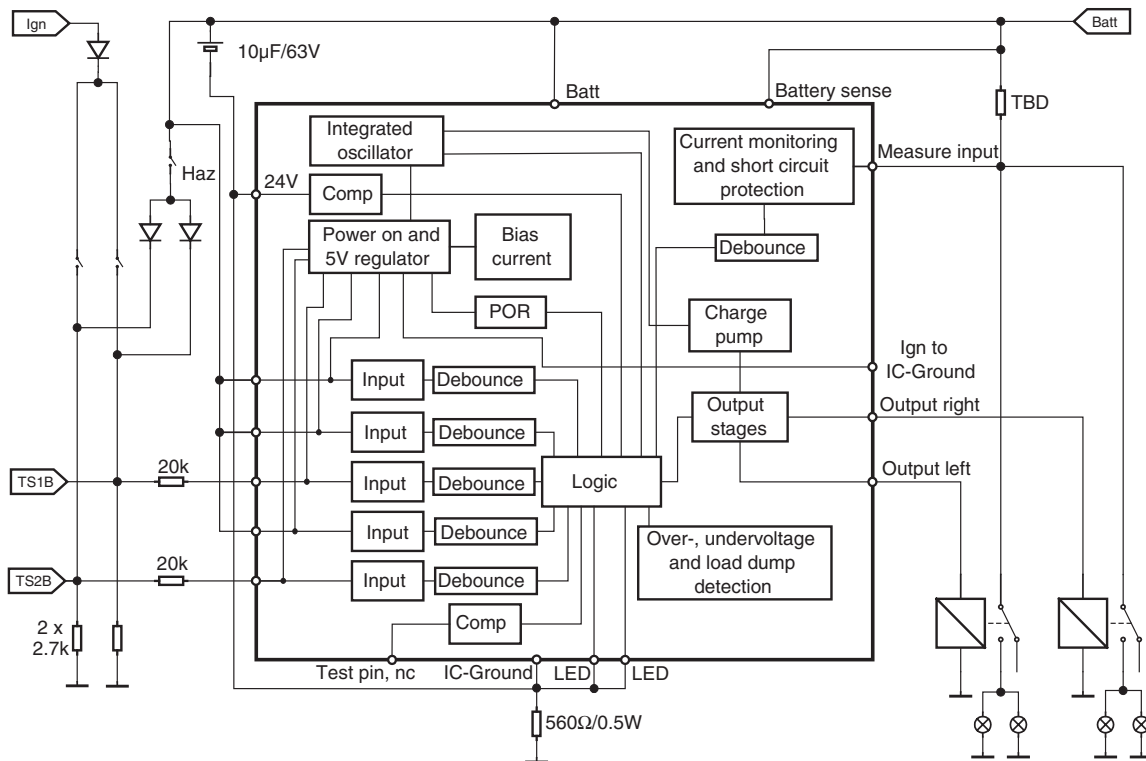 Ign
Batt
10µF/63V
Batt
Battery sense
TBD
Integrated
oscillator
Current monitoring
and short circuit
protection
Measure input
Haz
24V
Comp
Power on and
5V regulator
Bias
current
Debounce
POR
Charge
pump
Ign to
IC-Ground
Input
Debounce
Output
stages
Output right
Input
Debounce
TS1B
20k
Input
Debounce
Logic
Output left
Input
Debounce
Over-, undervoltage
and load dump
detection
TS2B
20k
Input
Debounce
2 x
2.7k
Comp
Test pin, nc
IC-Ground
LED
LED
560Ω/0.5W